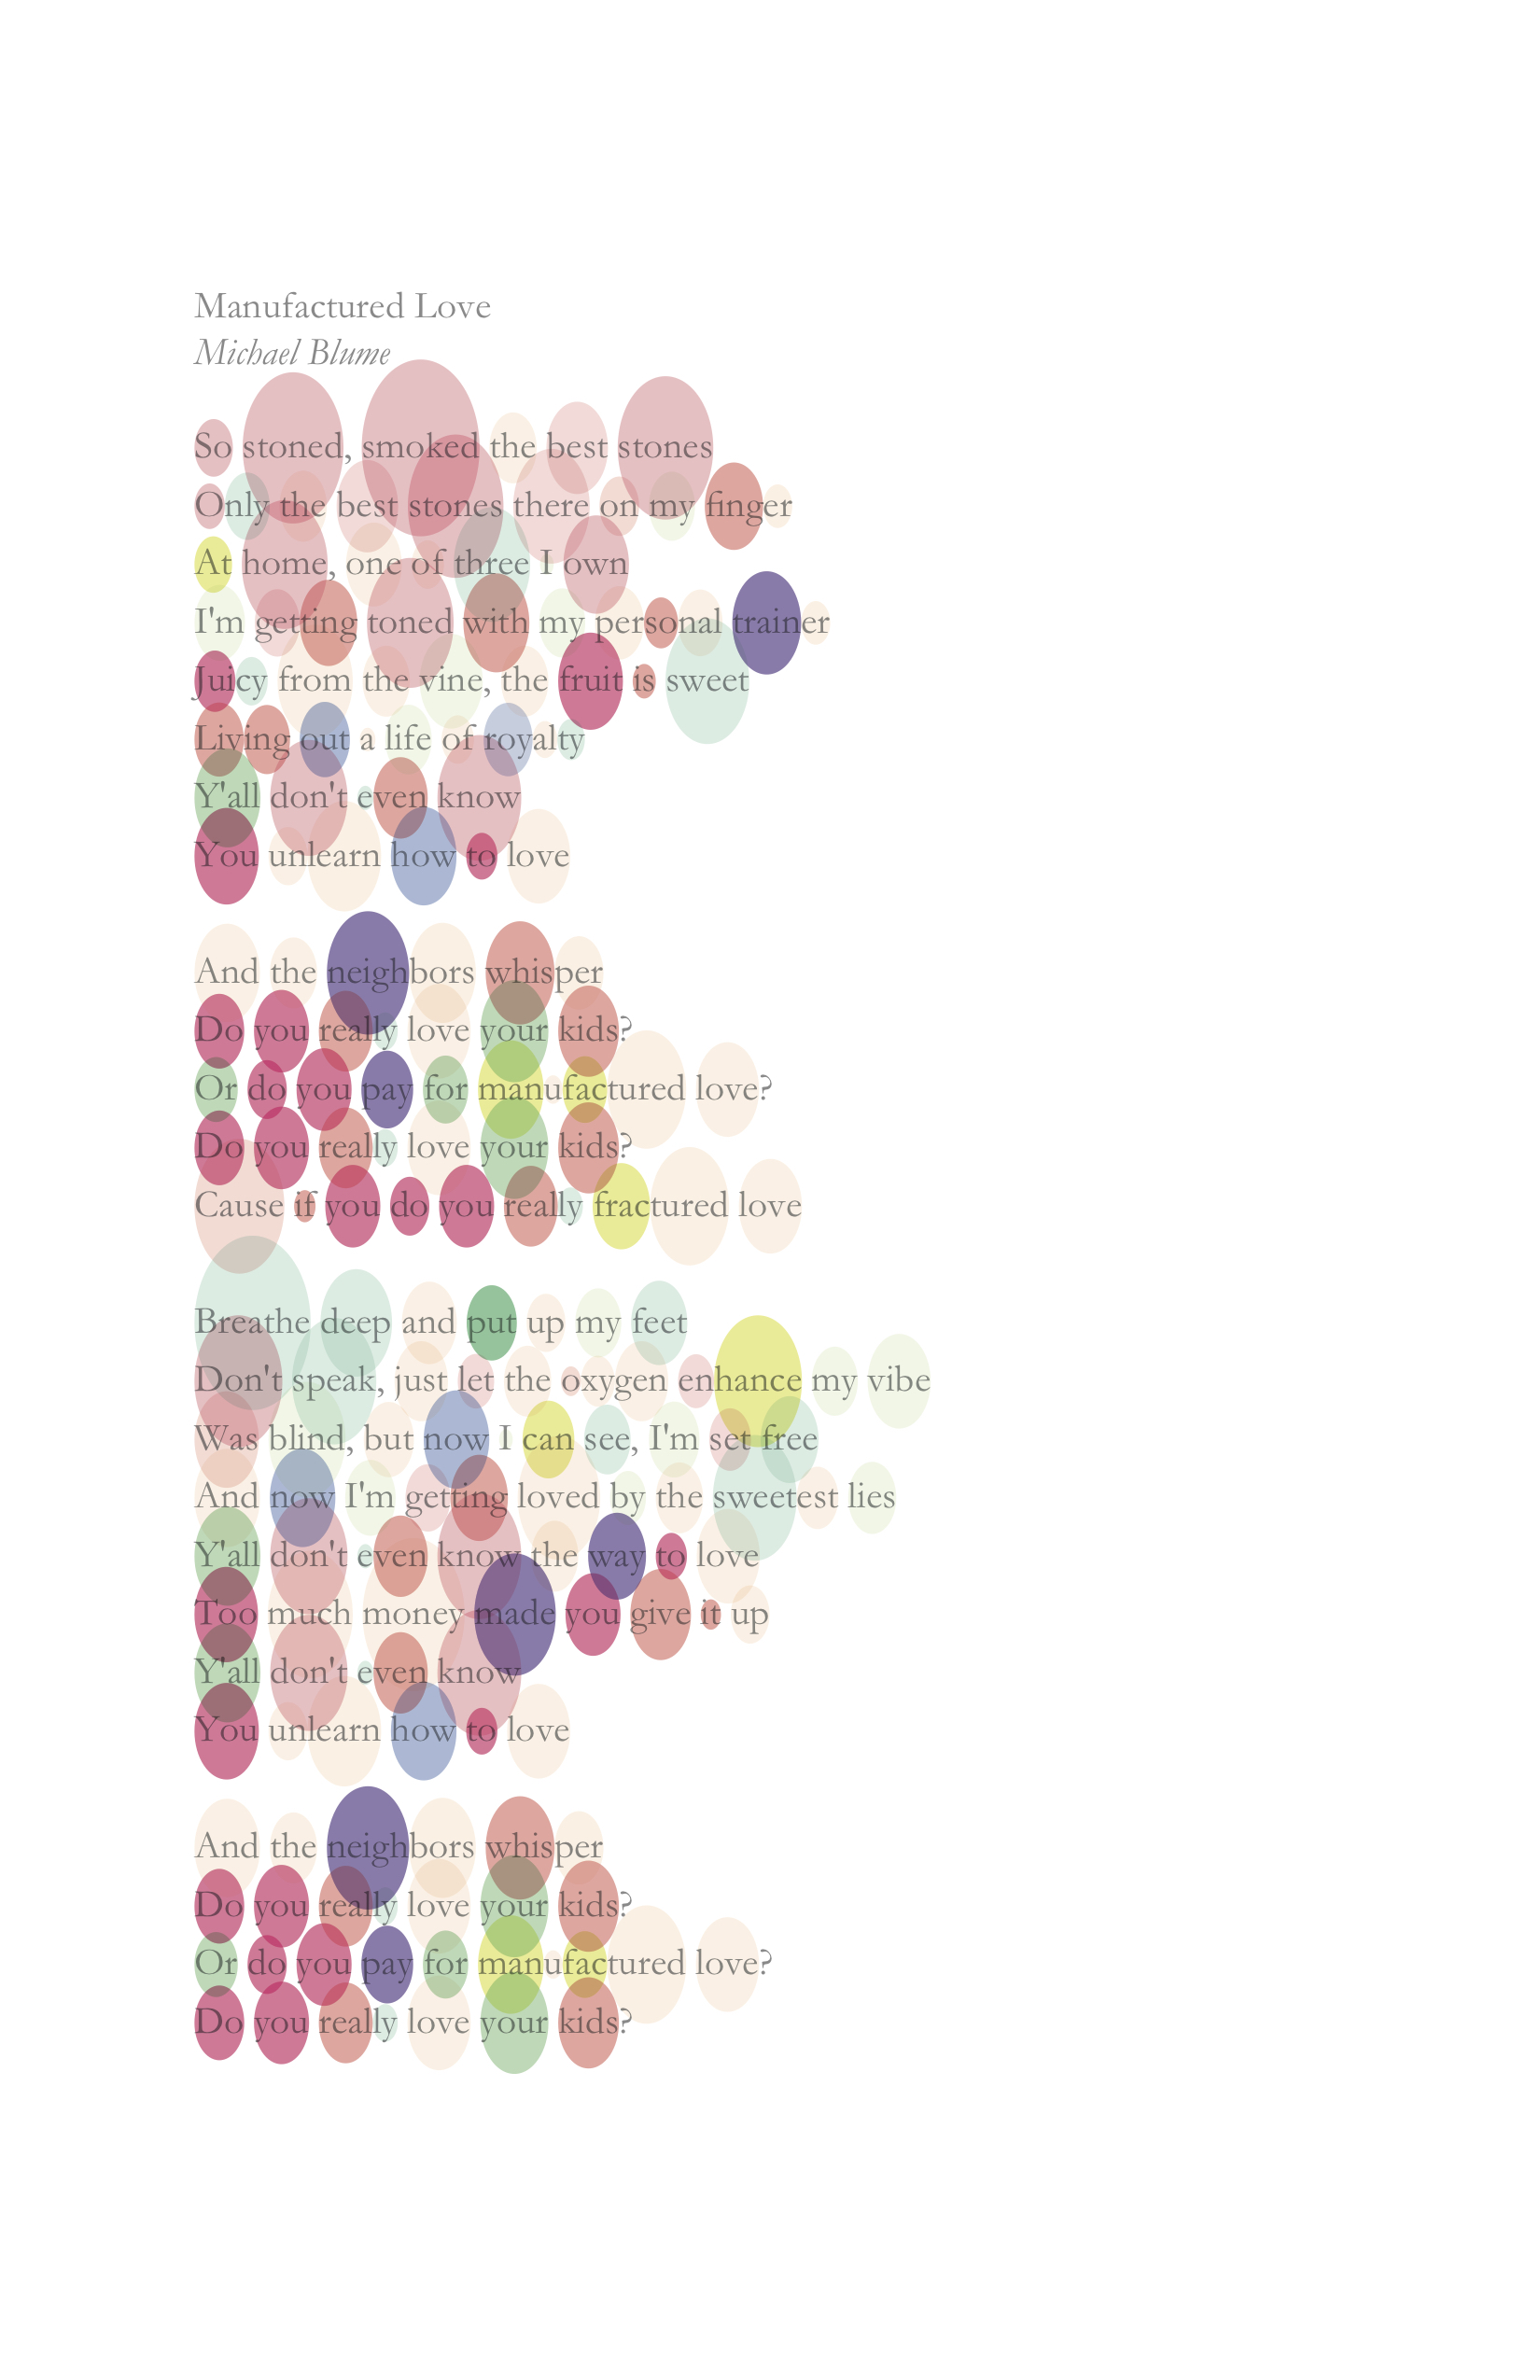 Manufactured Love
Michael Blume
So stoned, smoked the best stones
Only the best stones there on my finger
At home, one of three I own
I'm getting toned with my personal trainer
Juicy from the vine, the fruit is sweet
Living out a life of royalty
Y'all don't even know
You unlearn how to love
And the neighbors whisper
Do you really love your kids?
Or do you pay for manufactured love?
Do you really love your kids?
Cause if you do you really fractured love
Breathe deep and put up my feet
Don't speak, just let the oxygen enhance my vibe
Was blind, but now I can see, I'm set free
And now I'm getting loved by the sweetest lies
Y'all don't even know the way to love
Too much money made you give it up
Y'all don't even know
You unlearn how to love
And the neighbors whisper
Do you really love your kids?
Or do you pay for manufactured love?
Do you really love your kids?